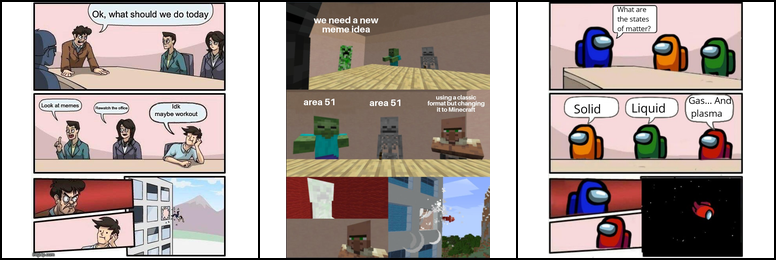 Ok, what should we do today
Look at memes
Rewatch the office
Idk
maybe workout
we need a new
meme idea
area 51
area 51
using a classic
format but changing
it to Minecraft
What are
the states
of matter?
Solid
Liquid
Gas... And
plasma